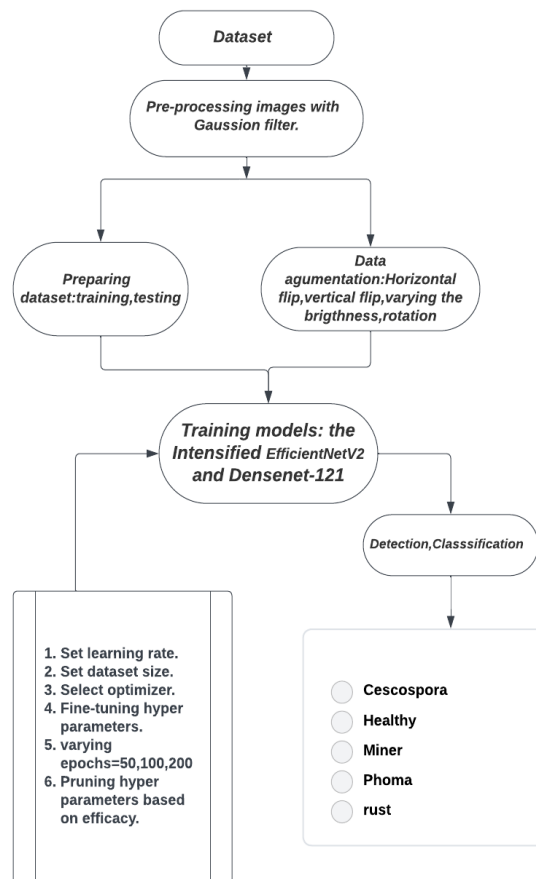 Dataset
Pre-processing images with
Gaussion filter.
Preparing
dataset:training,testing
Data
agumentation:Horizontal
flip,vertical flip,varying the
brigthness,rotation
Training models: the
Intensified EfficientNetV2
and Densenet-121
Detection,Classsification
1. Set learning rate.
2. Set dataset size.
3. Select optimizer.
4. Fine-tuning hyper
parameters.
5. varying
epochs=50,100,200
6. Pruning hyper
parameters based
on efficacy.
Cescospora
Healthy
Miner
Phoma
rust